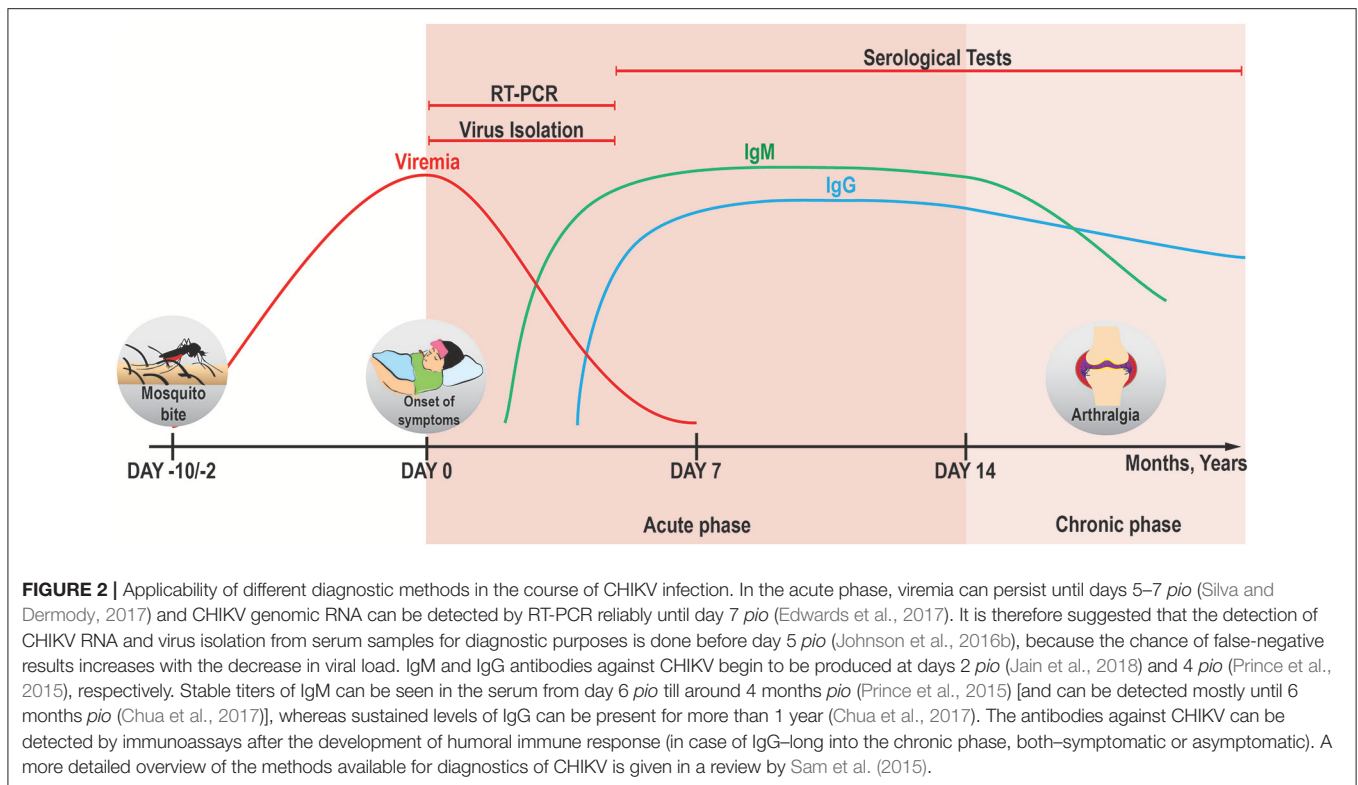 Serological Tests
RT-PCR
Virus Isolation
Viremia
IgM
IgG
Mosquito
bite
Onset of
symptoms
Arthralgia
DAY -10/-2
DAY 0
DAY 7
DAY 14
Months, Years
Acute phase
Chronic phase
FIGURE 2 | Applicability of different diagnostic methods in the course of CHIKV infection. In the acute phase, viremia can persist until days 5–7 pio (Silva and
Dermody, 2017) and CHIKV genomic RNA can be detected by RT-PCR reliably until day 7 pio (Edwards et al., 2017). It is therefore suggested that the detection of
CHIKV RNA and virus isolation from serum samples for diagnostic purposes is done before day 5 pio (Johnson et al., 2016b), because the chance of false-negative
results increases with the decrease in viral load. IgM and IgG antibodies against CHIKV begin to be produced at days 2 pio (Jain et al., 2018) and 4 pio (Prince et al.,
2015), respectively. Stable titers of IgM can be seen in the serum from day 6 pio till around 4 months pio (Prince et al., 2015) [and can be detected mostly until 6
months pio (Chua et al., 2017)], whereas sustained levels of IgG can be present for more than 1 year (Chua et al., 2017). The antibodies against CHIKV can be
detected by immunoassays after the development of humoral immune response (in case of IgG–long into the chronic phase, both–symptomatic or asymptomatic). A
more detailed overview of the methods available for diagnostics of CHIKV is given in a review by Sam et al. (2015).